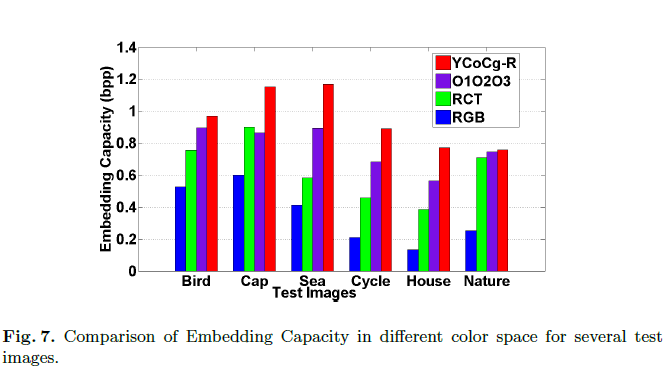 1.4
1.2
1
0.8
0.6
0.4
0.2
0
Embedding Capacity (bpp)
YCoCg-R
O1O2O3
RCT
RGB
Bird Cap Sea Cycle House Nature
Test Images
Fig. 7. Comparison of Embedding Capacity in different color space for several test
images.